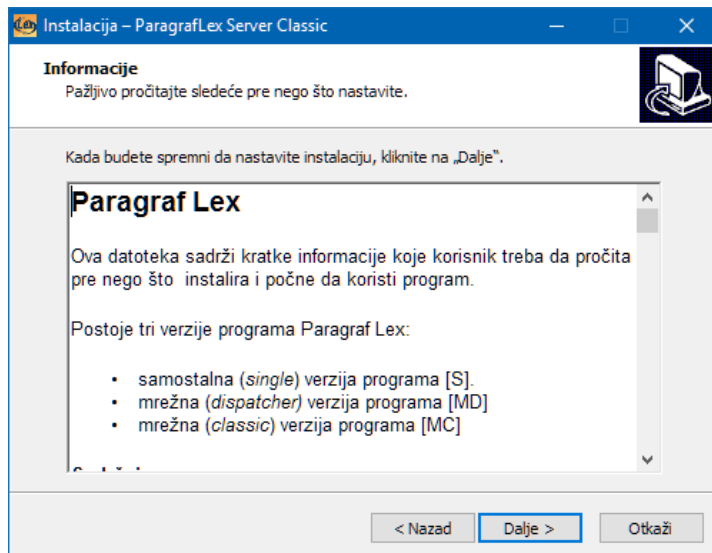 Instalacija – ParagrafLex Server Classic
Informacije
Pažljivo pročitajte sledeće pre nego što nastavite.
Kada budete spremni da nastavite instalaciju, kliknite na „Dalje“.
Paragraf Lex
Ova datoteka sadrži kratke informacije koje korisnik treba da pročita
pre nego što  instalira i počne da koristi program.
Postoje tri verzije programa Paragraf Lex:
• samostalna (single) verzija programa [S].
• mrežna (dispatcher) verzija programa [MD]
• mrežna (classic) verzija programa [MC]
< Nazad
Dalje >
Otkaži